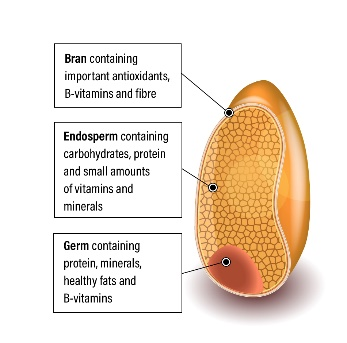 Bran containing
important antioxidants,
B-vitamins and fibre
Endosperm containing
carbohydrates, protein
and small amounts
of vitamins and
minerals
Germ containing
protein, minerals,
healthy fats and
B-vitamins